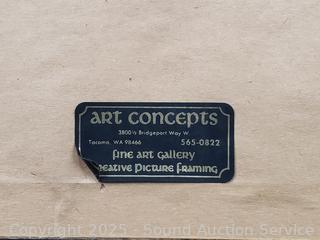 art concepts
3800½ Bridgeport Way W.
Tacoma, WA 98466 565-0822
fine art gallery
eative picture framing
Copyright © 2025 - Sound Auction Service